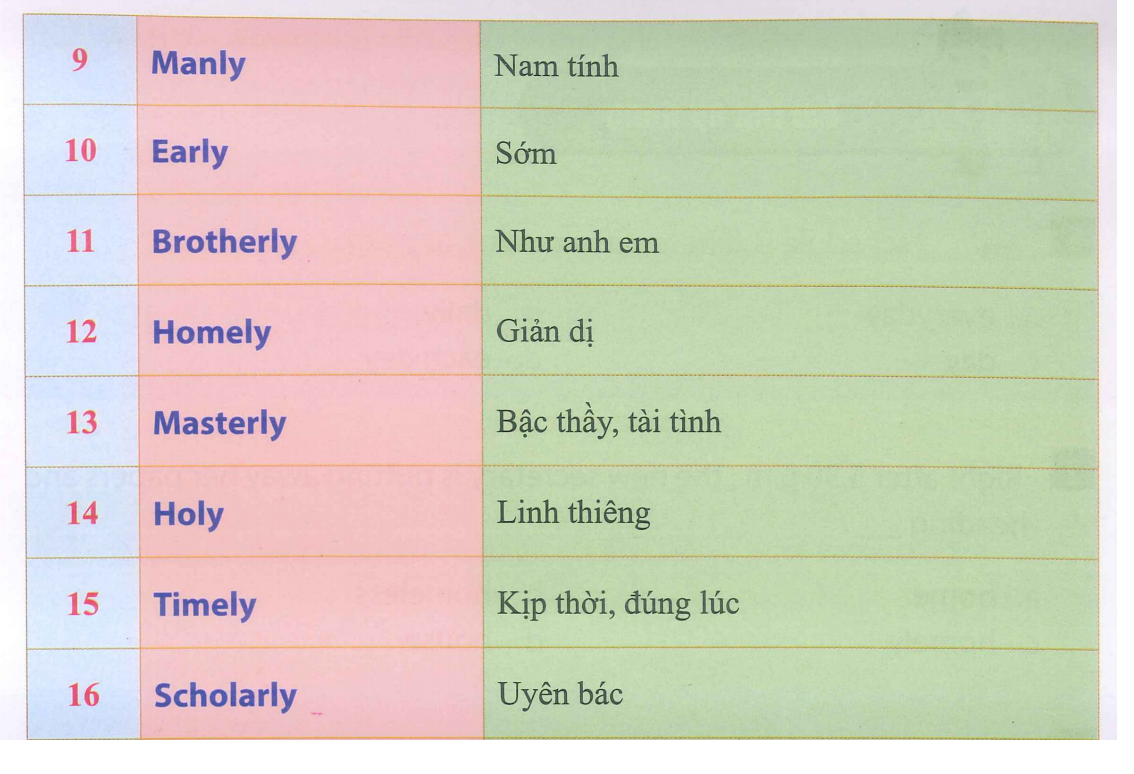 9 Manly Nam tính
10 Early Sớm
11 Brotherly Như anh em
12 Homely Giản dị
13 Masterly Bậc thầy, tài tình
14 Holy Linh thiêng
15 Timely Kịp thời, đúng lúc
16 Scholarly Uyên bác